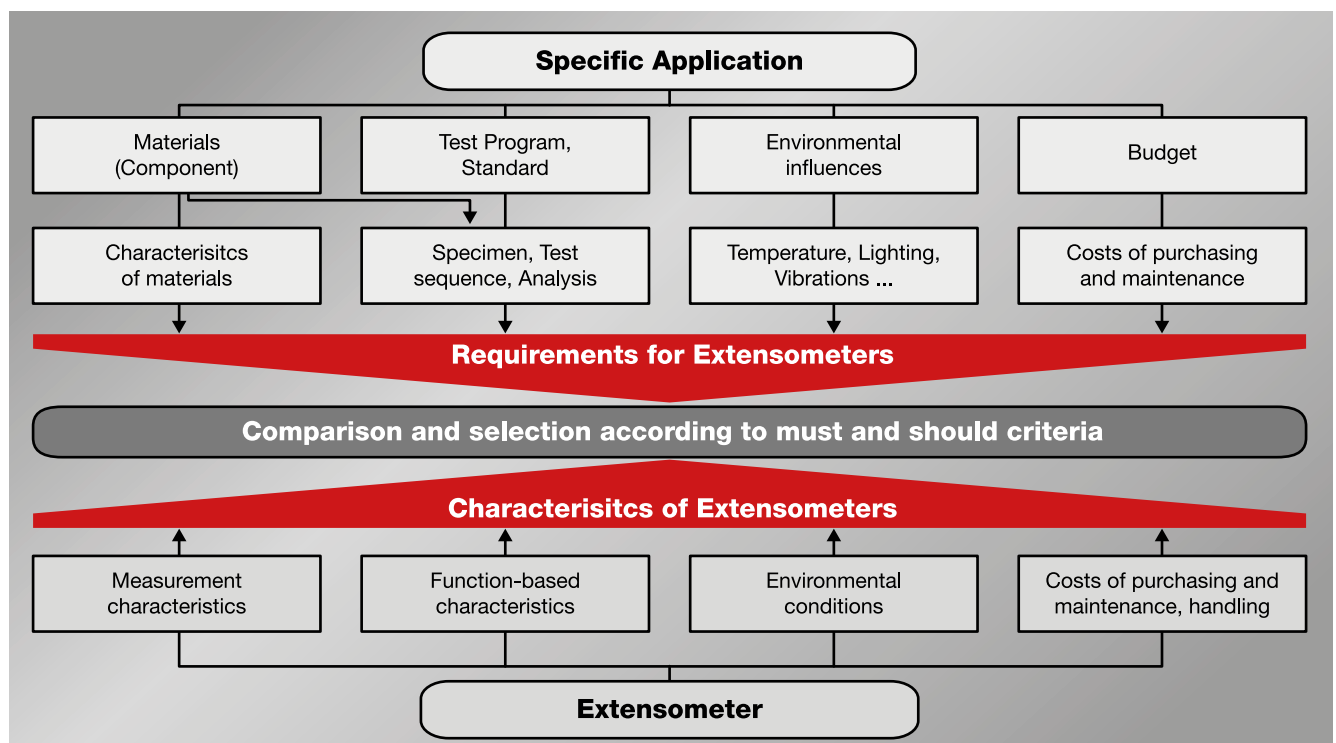 Specific Application
Materials
(Component)
Test Program,
Standard
Environmental
influences
Budget
Characterisitcs
of materials
Specimen, Test
sequence, Analysis
Temperature, Lighting,
Vibrations ...
Costs of purchasing
and maintenance
Requirements for Extensometers
Comparison and selection according to must and should criteria
Characterisitcs of Extensometers
Measurement
characteristics
Function-based
characteristics
Environmental
conditions
Costs of purchasing and
maintenance, handling
Extensometer